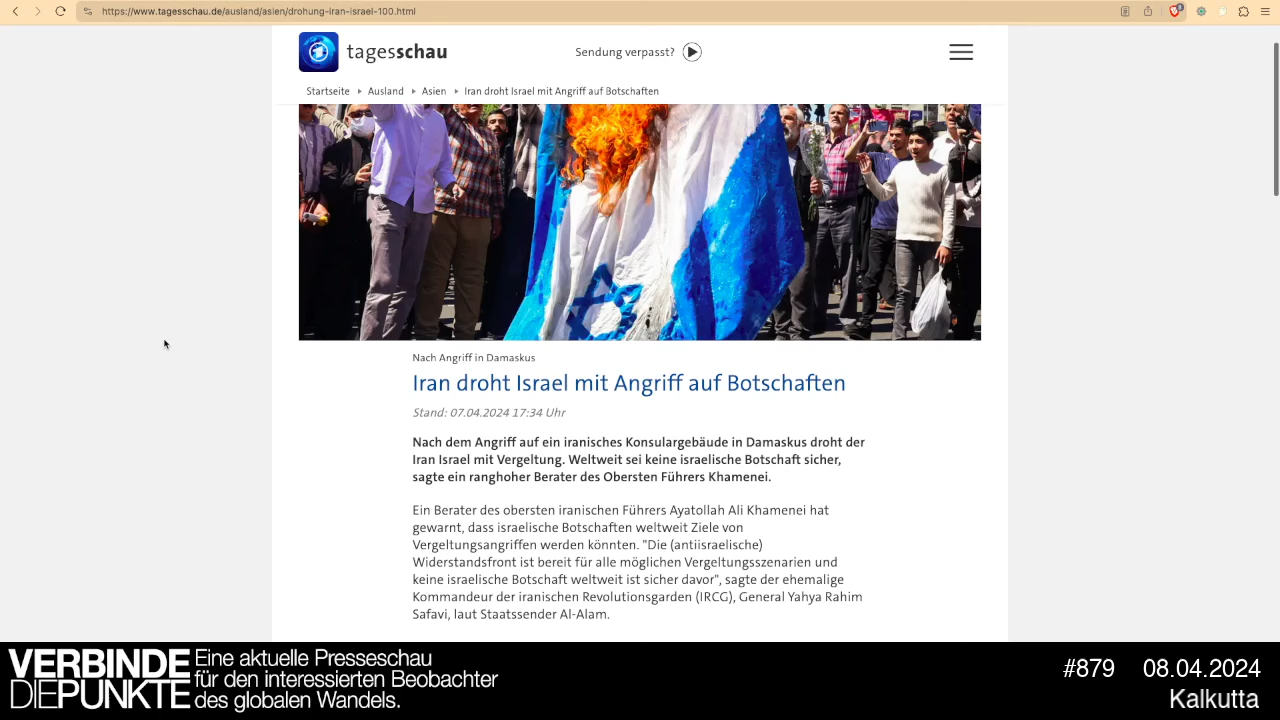 https://www.tagesschau.de/ausland/asien/drohung-iran-israel-100.html
tagesschau
Sendung verpasst?
Startseite
Ausland
Asien
Iran droht Israel mit Angriff auf Botschaften
Nach Angriff in Damaskus
Iran droht Israel mit Angriff auf Botschaften
Stand: 07.04.2024 17:34 Uhr
Nach dem Angriff auf ein iranisches Konsulargebäude in Damaskus droht der
Iran Israel mit Vergeltung. Weltweit sei keine israelische Botschaft sicher,
sagte ein ranghoher Berater des Obersten Führers Khamenei.
Ein Berater des obersten iranischen Führers Ayatollah Ali Khamenei hat
gewarnt, dass israelische Botschaften weltweit Ziele von
Vergeltungsangriffen werden könnten. "Die (antiisraelische)
Widerstandsfront ist bereit für alle möglichen Vergeltungsszenarien und
keine israelische Botschaft weltweit ist sicher davor", sagte der ehemalige
Kommandeur der iranischen Revolutionsgarden (IRCG), General Yahya Rahim
Safavi, laut Staatssender Al-Alam.
VERBINDE
DIEPUNKTE
Eine aktuelle Presseschau
für den interessierten Beobachter
des globalen Wandels.
#879
08.04.2024
Kalkutta